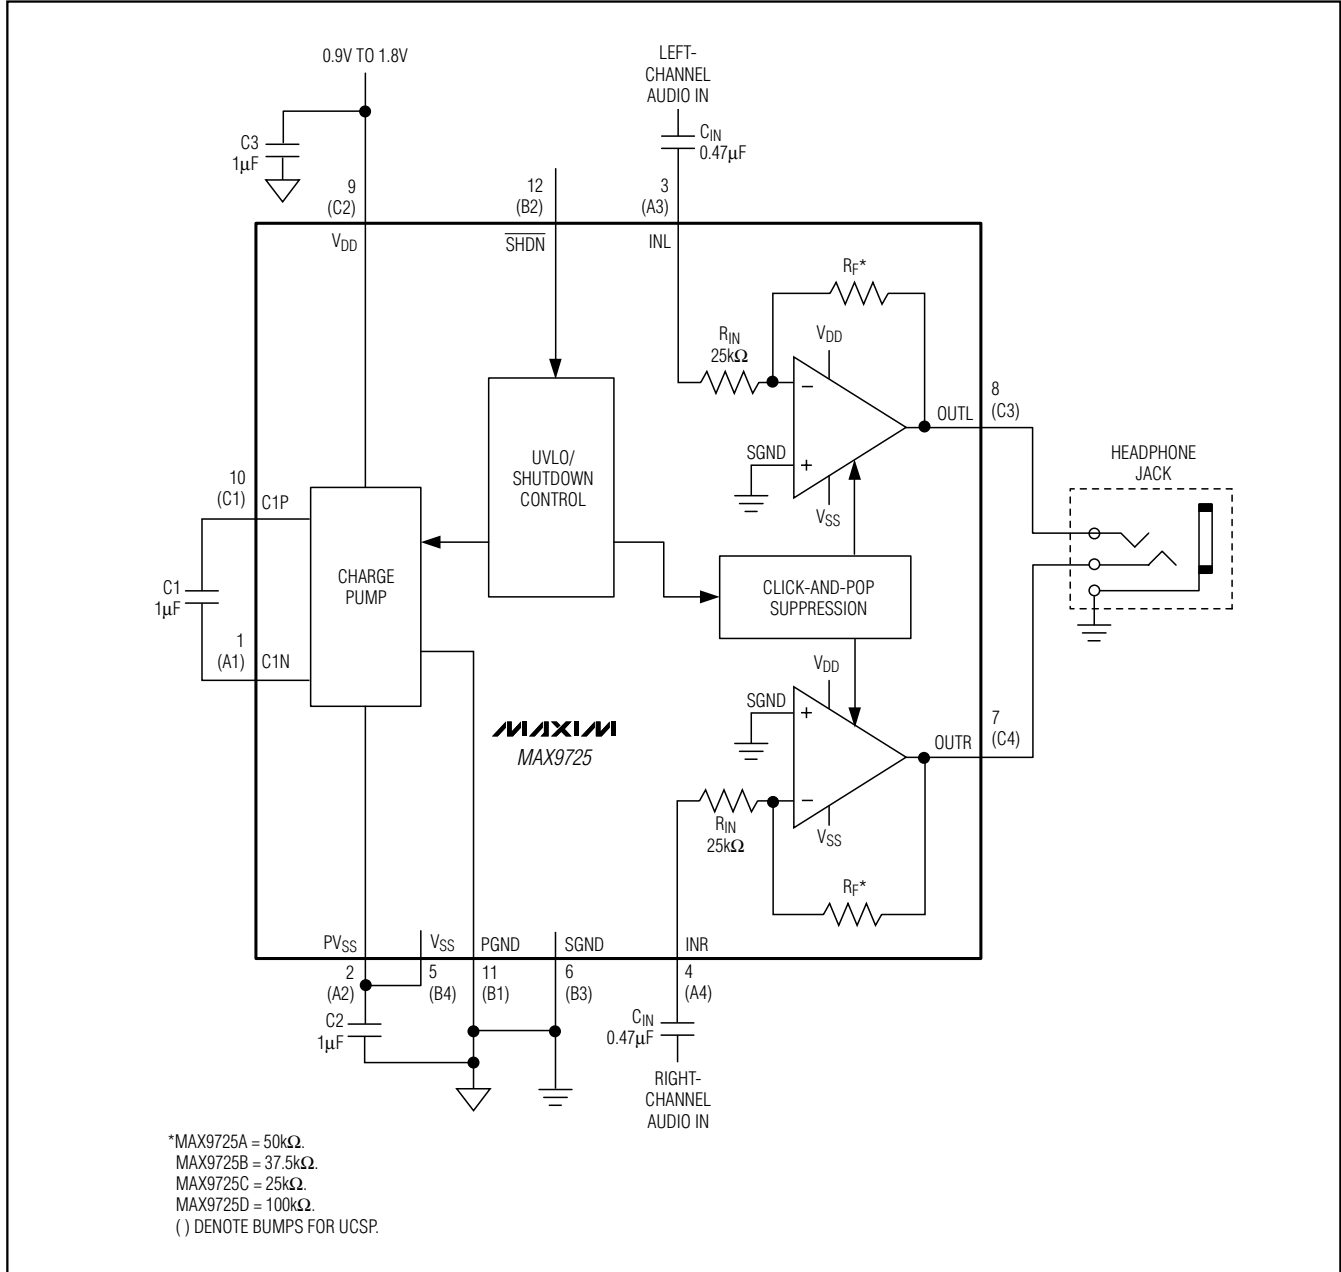 0.9V TO 1.8V
LEFT-
CHANNEL
AUDIO IN
C3
1µF
CIN
0.47µF
9
(C2)
12
(B2)
3
(A3)
VDD
SHDN
INL
RF*
RIN
25kΩ
VDD
−
8
(C3)
OUTL
SGND
+
VSS
HEADPHONE
JACK
UVLO/
SHUTDOWN
CONTROL
10
(C1)
C1P
C1
1µF
CHARGE
PUMP
CLICK-AND-POP
SUPPRESSION
1
(A1)
C1N
VDD
SGND
+
7
(C4)
OUTR
MAXIM
MAX9725
−
RIN
25kΩ
VSS
RF*
PVSS
VSS
PGND
SGND
INR
2
(A2)
5
(B4)
11
(B1)
6
(B3)
4
(A4)
C2
1µF
CIN
0.47µF
RIGHT-
CHANNEL
AUDIO IN
*MAX9725A = 50kΩ.
MAX9725B = 37.5kΩ.
MAX9725C = 25kΩ.
MAX9725D = 100kΩ.
( ) DENOTE BUMPS FOR UCSP.